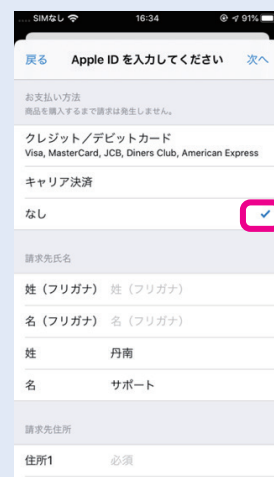 .... SIMなし 16:34 91%
戻る Apple ID を入力してください 次へ
お支払い方法
商品を購入するまで請求は発生しません。
クレジット／デビットカード
Visa, MasterCard, JCB, Diners Club, American Express
キャリア決済
なし
請求先氏名
姓（フリガナ） 姓（フリガナ）
名（フリガナ） 名（フリガナ）
姓 丹南
名 サポート
請求先住所
住所1 必須